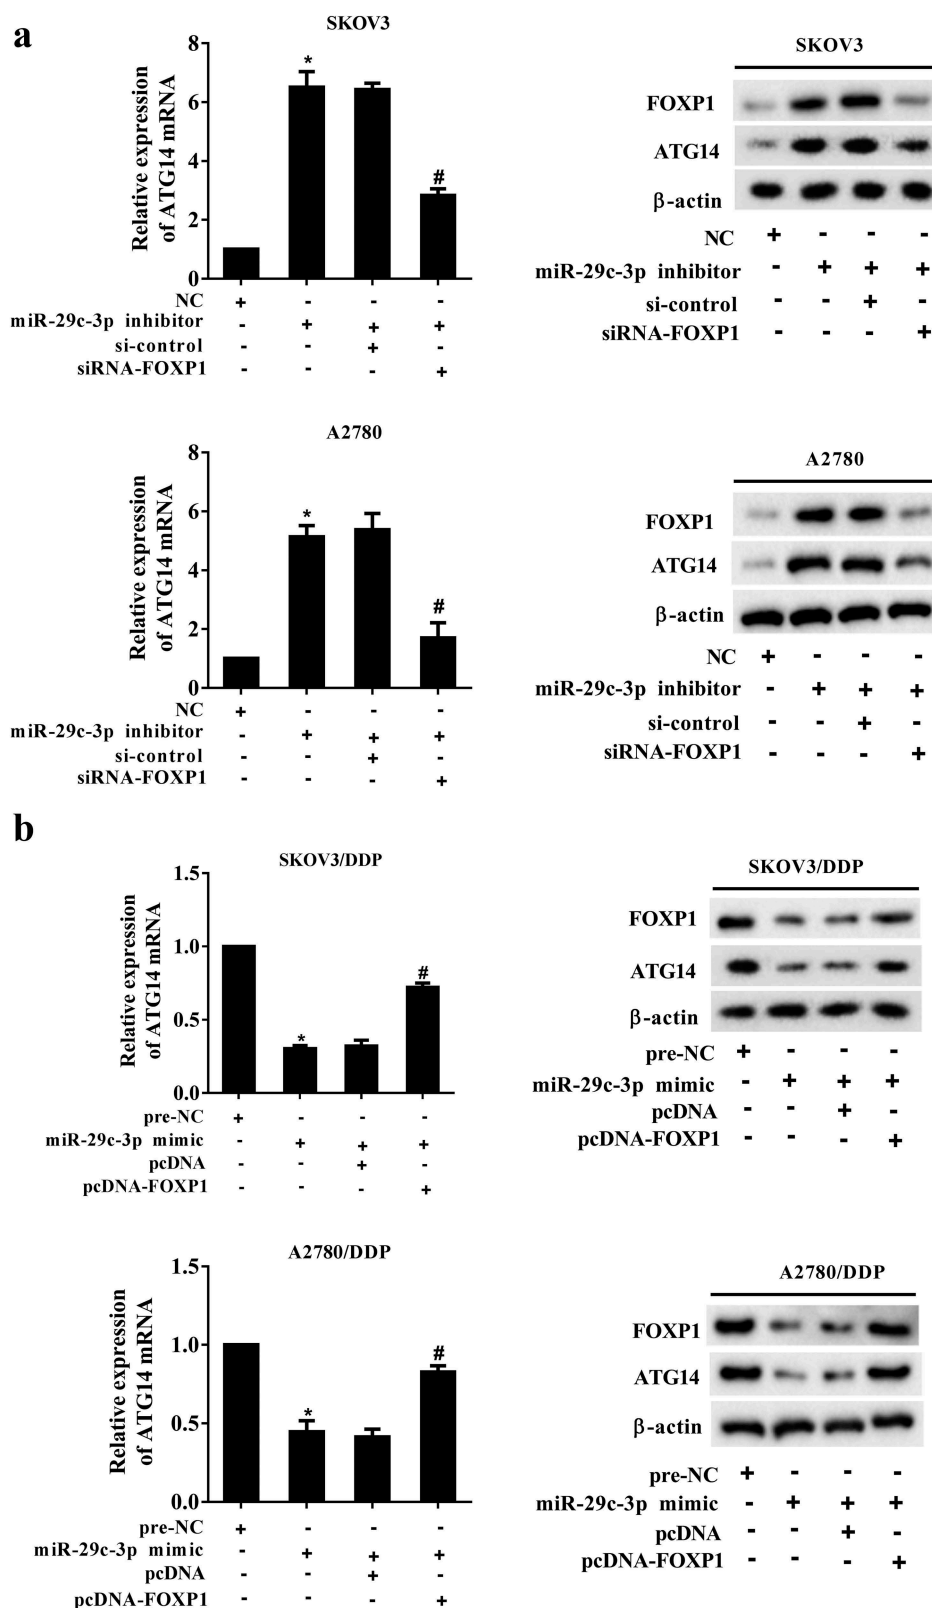 a
SKOV3
Relative expression
of ATG14 mRNA
8
6
4
2
0
*
#
NC + - - -
miR-29c-3p inhibitor - + + +
si-control - - + -
siRNA-FOXP1 - - - +
SKOV3
FOXP1
ATG14
β-actin
NC + - - -
miR-29c-3p inhibitor - + + +
si-control - - + -
siRNA-FOXP1 - - - +
A2780
Relative expression
of ATG14 mRNA
8
6
4
2
0
*
#
NC + - - -
miR-29c-3p inhibitor - + + +
si-control - - + -
siRNA-FOXP1 - - - +
A2780
FOXP1
ATG14
β-actin
NC + - - -
miR-29c-3p inhibitor - + + +
si-control - - + -
siRNA-FOXP1 - - - +
b
SKOV3/DDP
Relative expression
of ATG14 mRNA
1.5
1.0
0.5
0.0
*
#
pre-NC + - - -
miR-29c-3p mimic - + + +
pcDNA - - + -
pcDNA-FOXP1 - - - +
SKOV3/DDP
FOXP1
ATG14
β-actin
pre-NC + - - -
miR-29c-3p mimic - + + +
pcDNA - - + -
pcDNA-FOXP1 - - - +
A2780/DDP
Relative expression
of ATG14 mRNA
1.5
1.0
0.5
0.0
*
#
pre-NC + - - -
miR-29c-3p mimic - + + +
pcDNA - - + -
pcDNA-FOXP1 - - - +
A2780/DDP
FOXP1
ATG14
β-actin
pre-NC + - - -
miR-29c-3p mimic - + + +
pcDNA - - + -
pcDNA-FOXP1 - - - +